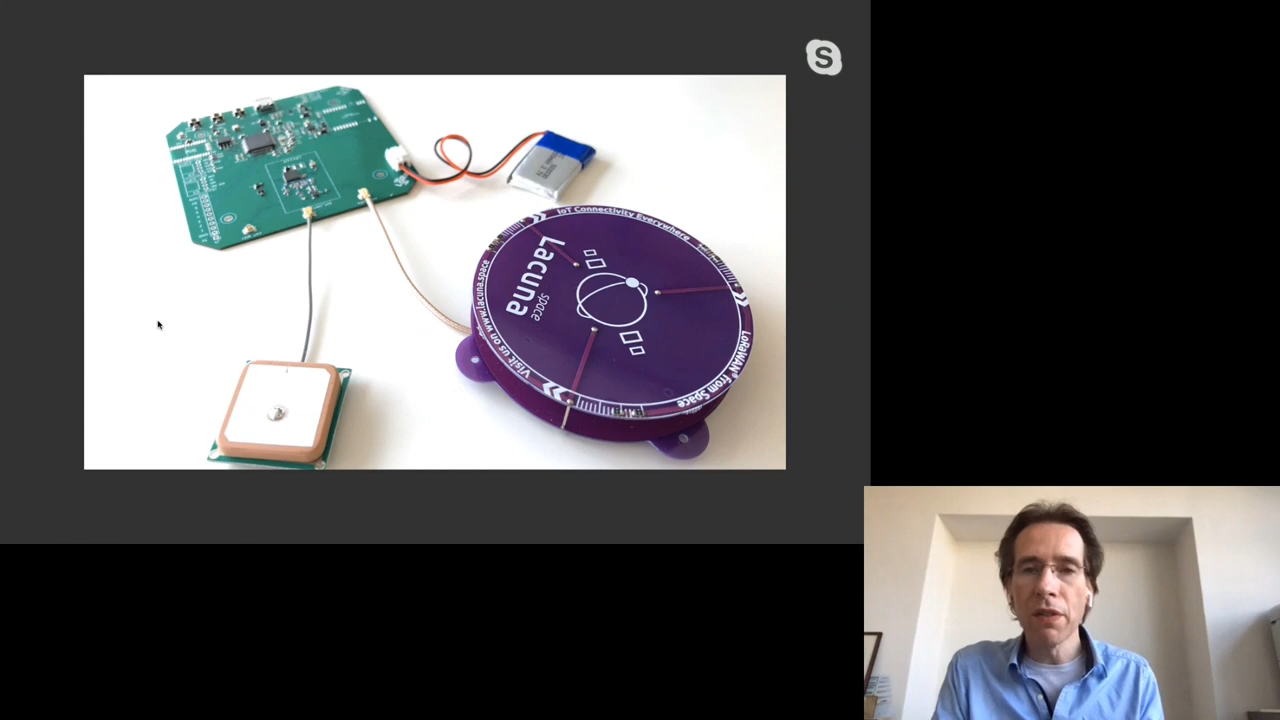 S
IoT Connectivity Everywhere
Lacuna
space
LoRaWAN® from Space
Visit us on www.lacuna.space